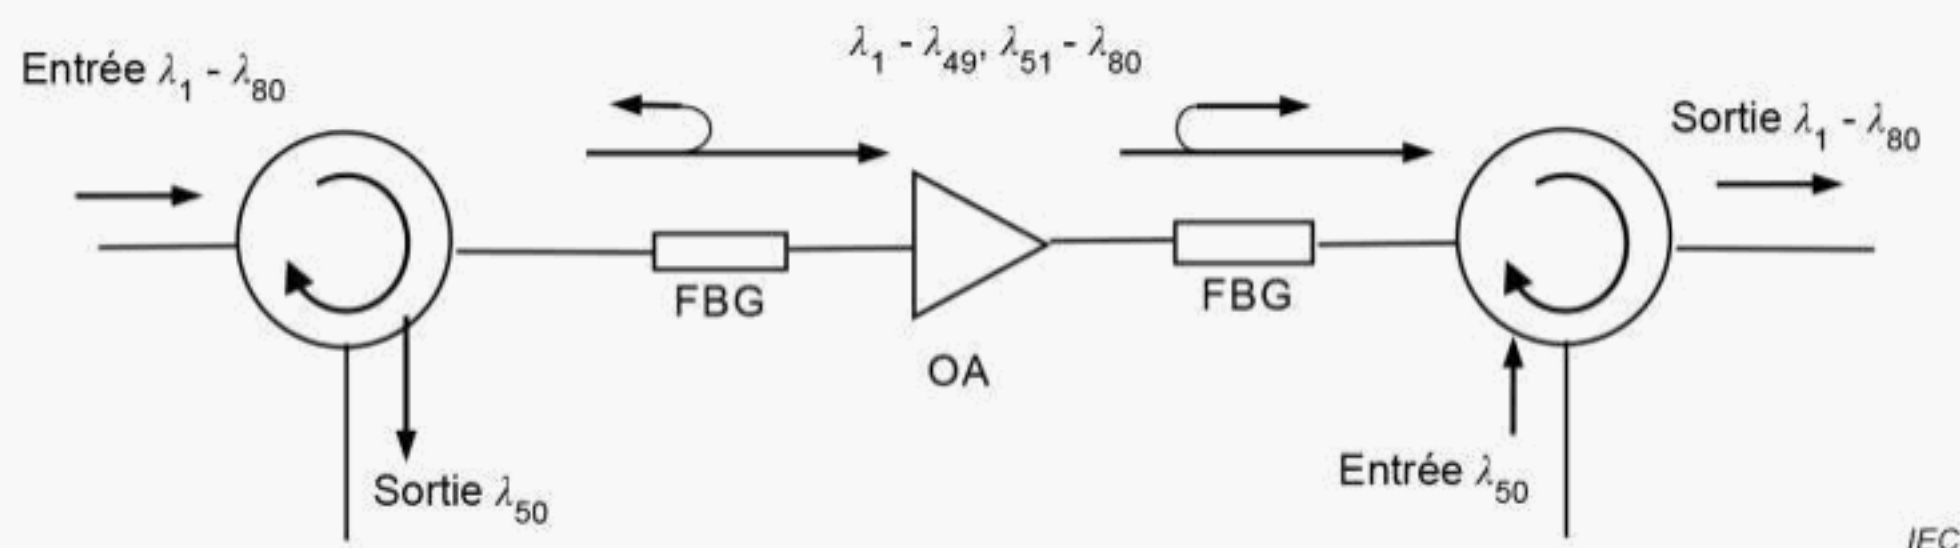 λ1 - λ49, λ51 - λ80
Entrée λ1 - λ80
Sortie λ1 - λ80
FBG
FBG
OA
Entrée λ50
Sortie λ50
IEC